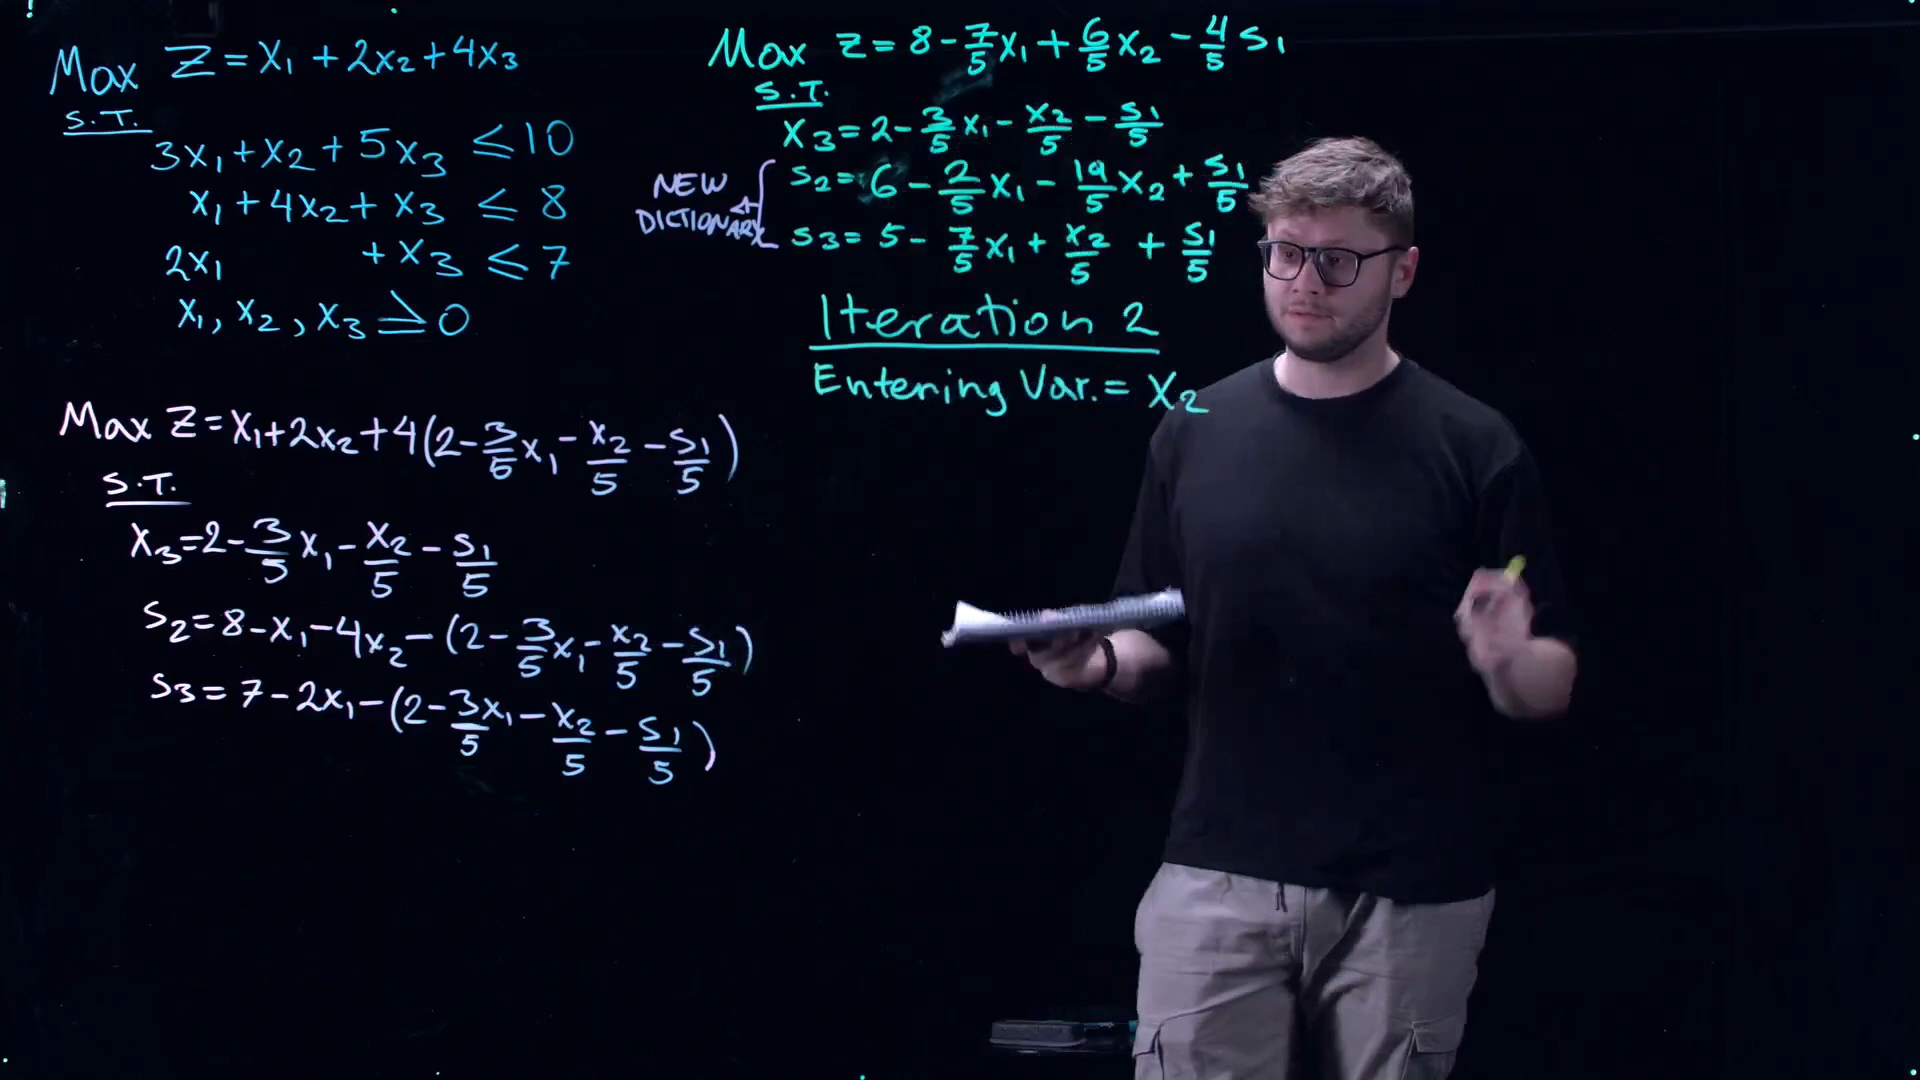 Max Z = x₁ + 2x₂ + 4x₃
S.T.
3x₁ + x₂ + 5x₃ ≤ 10
x₁ + 4x₂ + x₃ ≤ 8
2x₁ + x₃ ≤ 7
x₁, x₂, x₃ ≥ 0
Max Z = x₁ + 2x₂ + 4(2 - 3/5 x₁ - x₂/5 - s₁/5)
S.T.
x₃ = 2 - 3/5 x₁ - x₂/5 - s₁/5
s₂ = 8 - x₁ - 4x₂ - (2 - 3/5 x₁ - x₂/5 - s₁/5)
s₃ = 7 - 2x₁ - (2 - 3x₁/5 - x₂/5 - s₁/5)
Max Z = 8 - 7/5 x₁ + 6/5 x₂ - 4/5 s₁
S.T.
x₃ = 2 - 3/5 x₁ - x₂/5 - s₁/5
s₂ = 6 - 2/5 x₁ - 19/5 x₂ + s₁/5
s₃ = 5 - 7/5 x₁ + x₂/5 + s₁/5
NEW
DICTIONARY
Iteration 2
Entering Var. = x₂